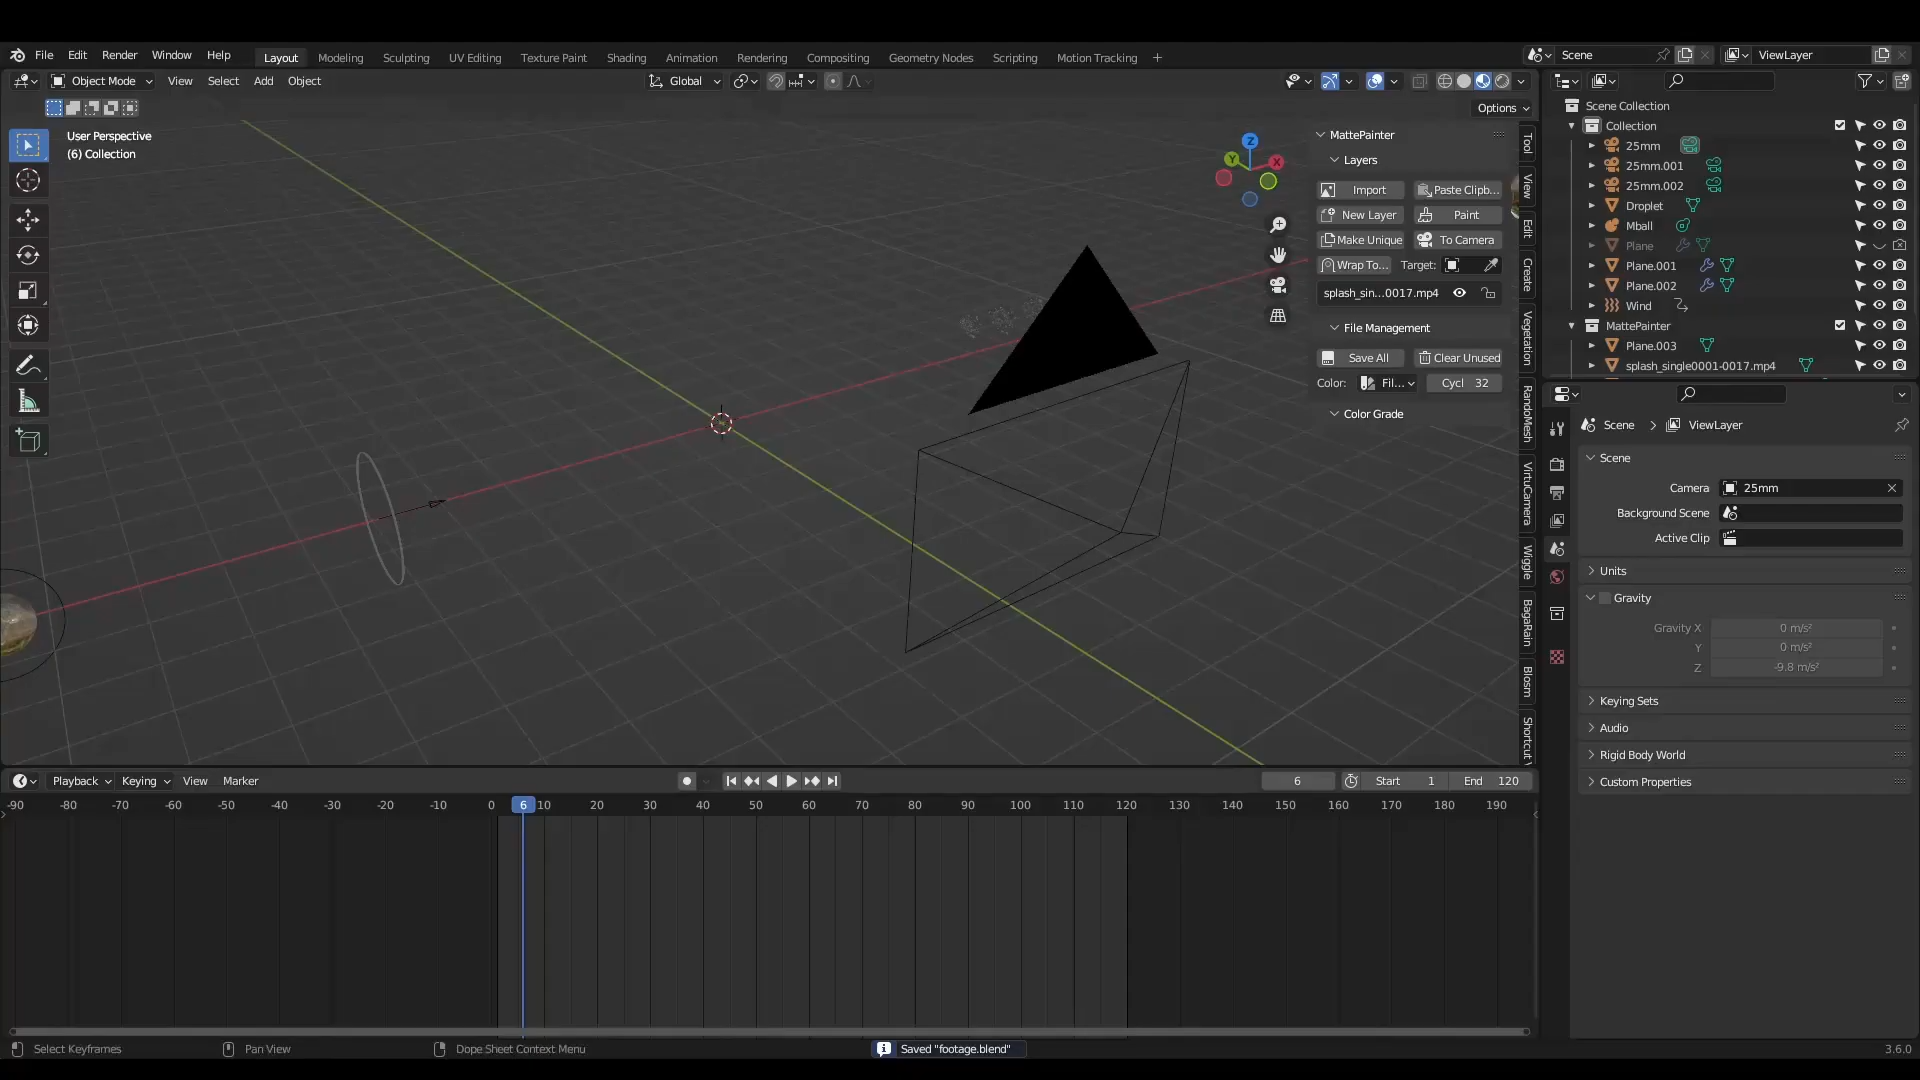 File Edit Render Window Help Layout Modeling Sculpting UV Editing Texture Paint Shading Animation Rendering Compositing Geometry Nodes Scripting Motion Tracking + Scene ViewLayer
Object Mode View Select Add Object Global
Options
User Perspective
(6) Collection
Z
Y
X
MattePainter
Layers
Import Paste Clipb...
New Layer Paint
Make Unique To Camera
Wrap To... Target:
splash_sin...0017.mp4
File Management
Save All Clear Unused
Color: Fil... Cycl 32
Color Grade
Tool
View
Edit
Create
Vegetation
RandoMesh
VirtuCamera
Wiggle
BagaRain
Blosm
Shortcut
Scene Collection
Collection
25mm
25mm.001
25mm.002
Droplet
Mball
Plane
Plane.001
Plane.002
Wind
MattePainter
Plane.003
splash_single0001-0017.mp4
Scene > ViewLayer
Scene
Camera 25mm
Background Scene
Active Clip
Units
Gravity
Gravity X 0 m/s²
Y 0 m/s²
Z -9.8 m/s²
Keying Sets
Audio
Rigid Body World
Custom Properties
Playback Keying View Marker 6 Start 1 End 120
-90 -80 -70 -60 -50 -40 -30 -20 -10 0 6 10 20 30 40 50 60 70 80 90 100 110 120 130 140 150 160 170 180 190
Select Keyframes Pan View Dope Sheet Context Menu Saved "footage.blend" 3.6.0